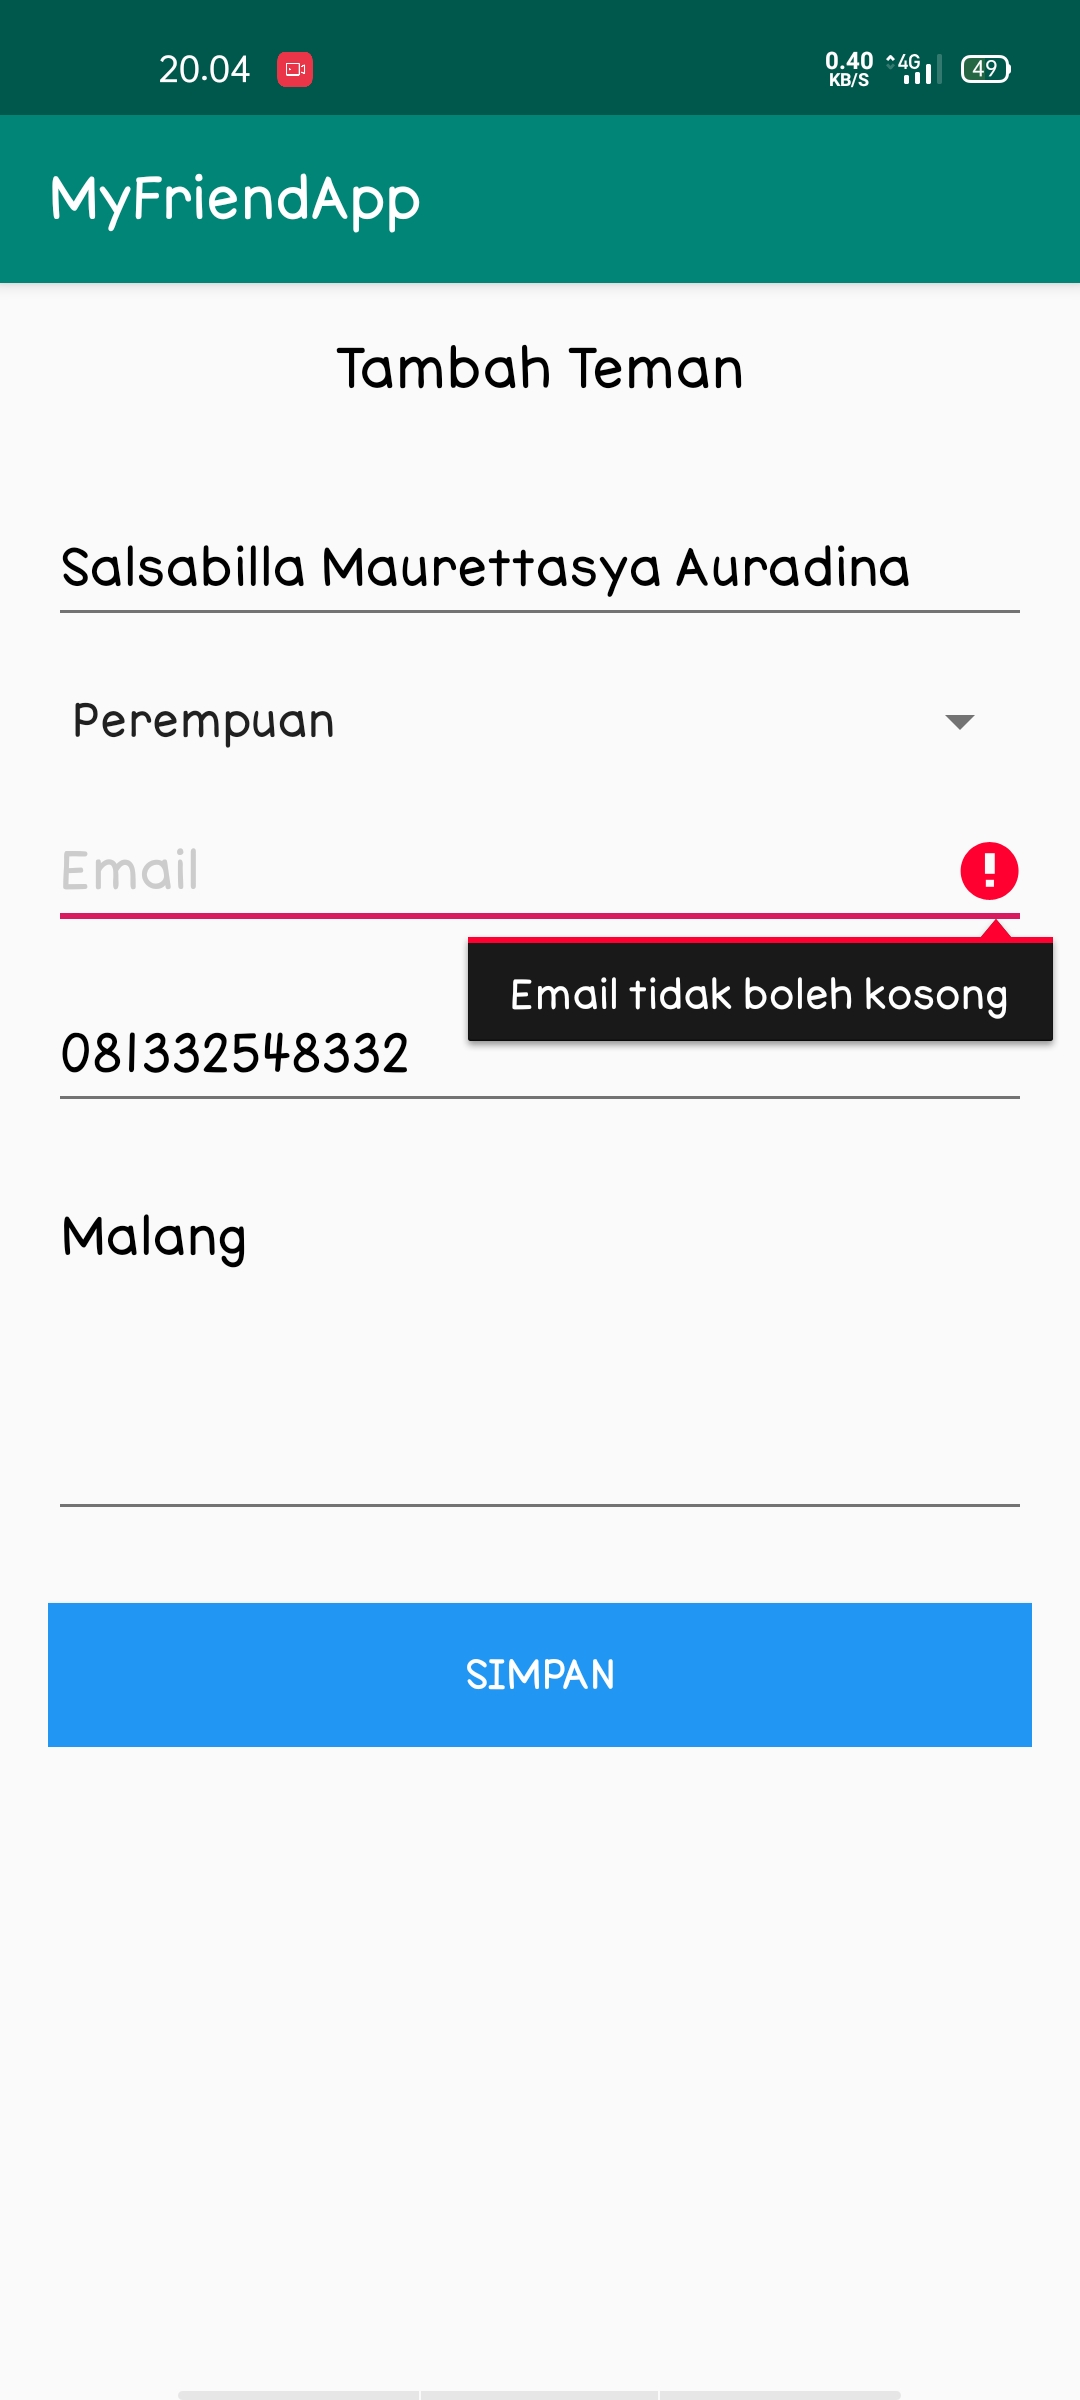 20.04
0.40
KB/S
4G
49
MyFriendApp
Tambah Teman
Salsabilla Maurettasya Auradina
Perempuan
Email
Email tidak boleh kosong
081332548332
Malang
SIMPAN